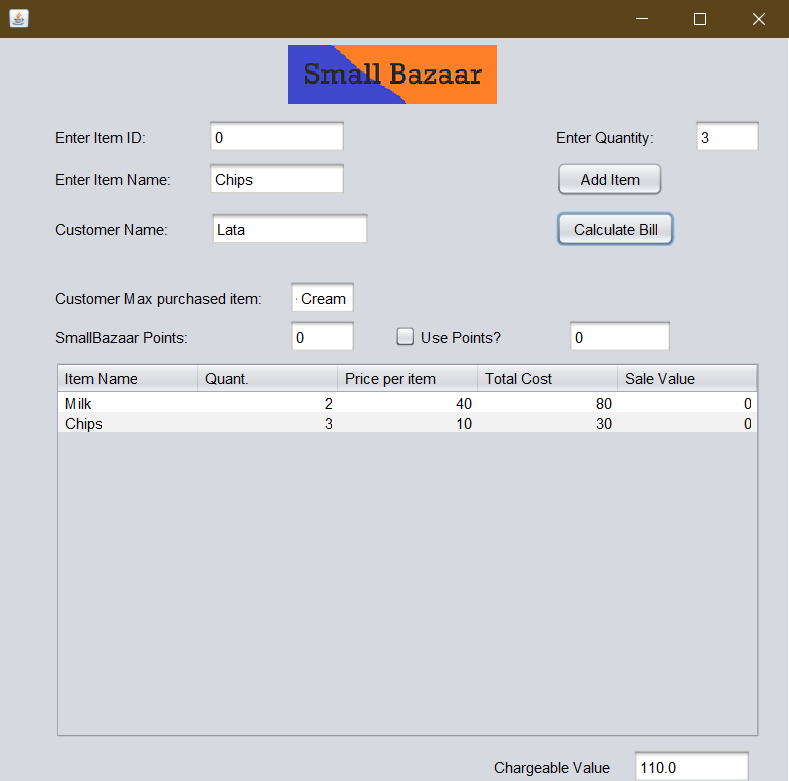 Small Bazaar
Enter Item ID: 0 Enter Quantity: 3
Enter Item Name: Chips Add Item
Customer Name: Lata Calculate Bill
Customer Max purchased item: Cream
SmallBazaar Points: 0 Use Points? 0
Item Name Quant. Price per item Total Cost Sale Value
Milk 2 40 80 0
Chips 3 10 30 0
Chargeable Value 110.0